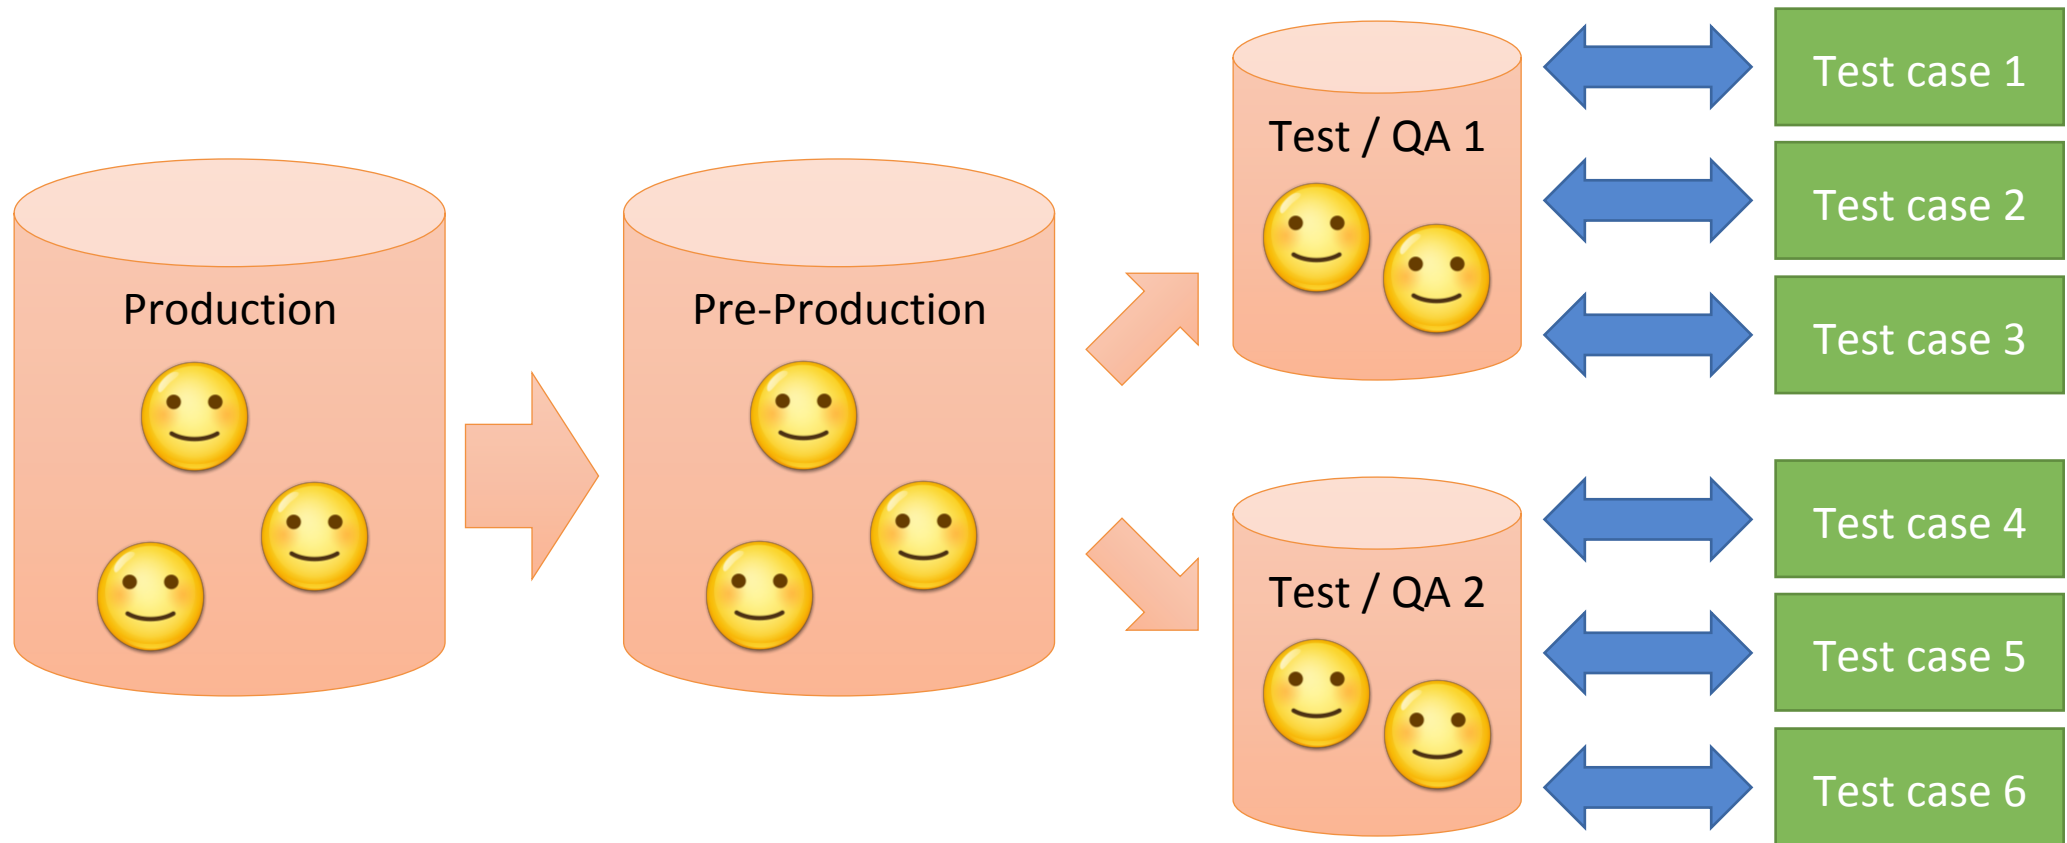 Production
Pre-Production
Test / QA 1
Test case 1
Test case 2
Test case 3
Test / QA 2
Test case 4
Test case 5
Test case 6